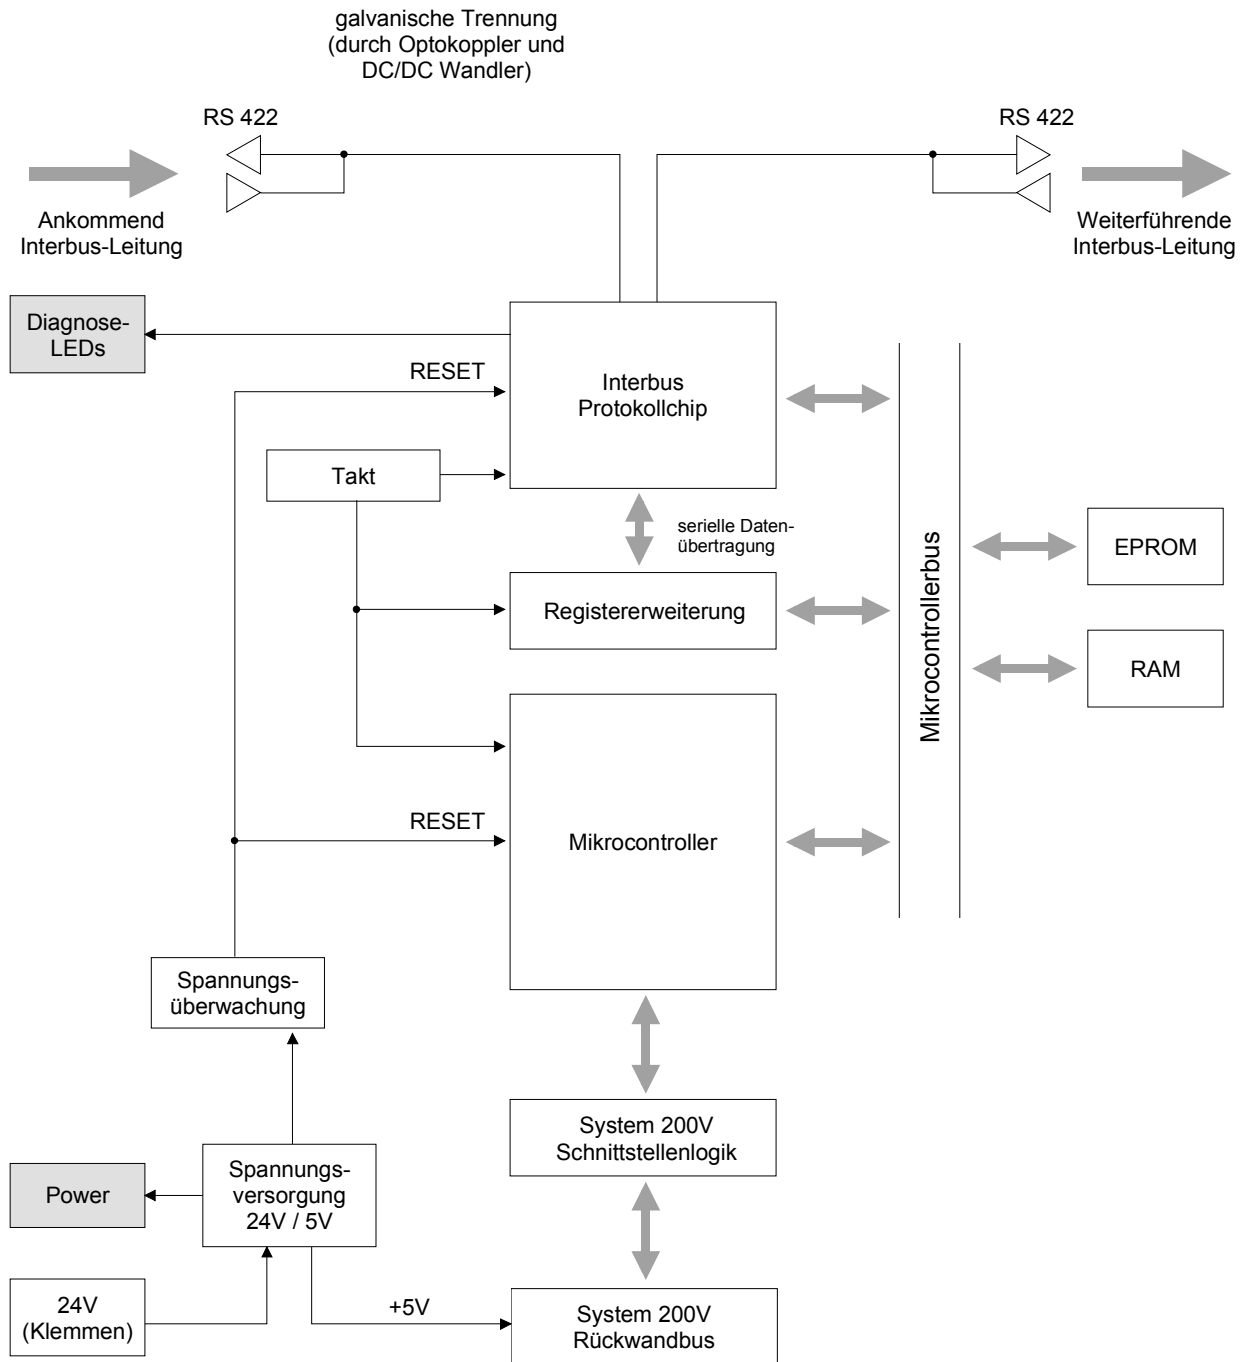 galvanische Trennung
(durch Optokoppler und
DC/DC Wandler)
RS 422
RS 422
Ankommend
Interbus-Leitung
Weiterführende
Interbus-Leitung
Diagnose-
LEDs
RESET
Interbus
Protokollchip
Takt
serielle Daten-
übertragung
Registererweiterung
Mikrocontrollerbus
EPROM
RAM
RESET
Mikrocontroller
Spannungs-
überwachung
System 200V
Schnittstellenlogik
Power
Spannungs-
versorgung
24V / 5V
24V
(Klemmen)
+5V
System 200V
Rückwandbus